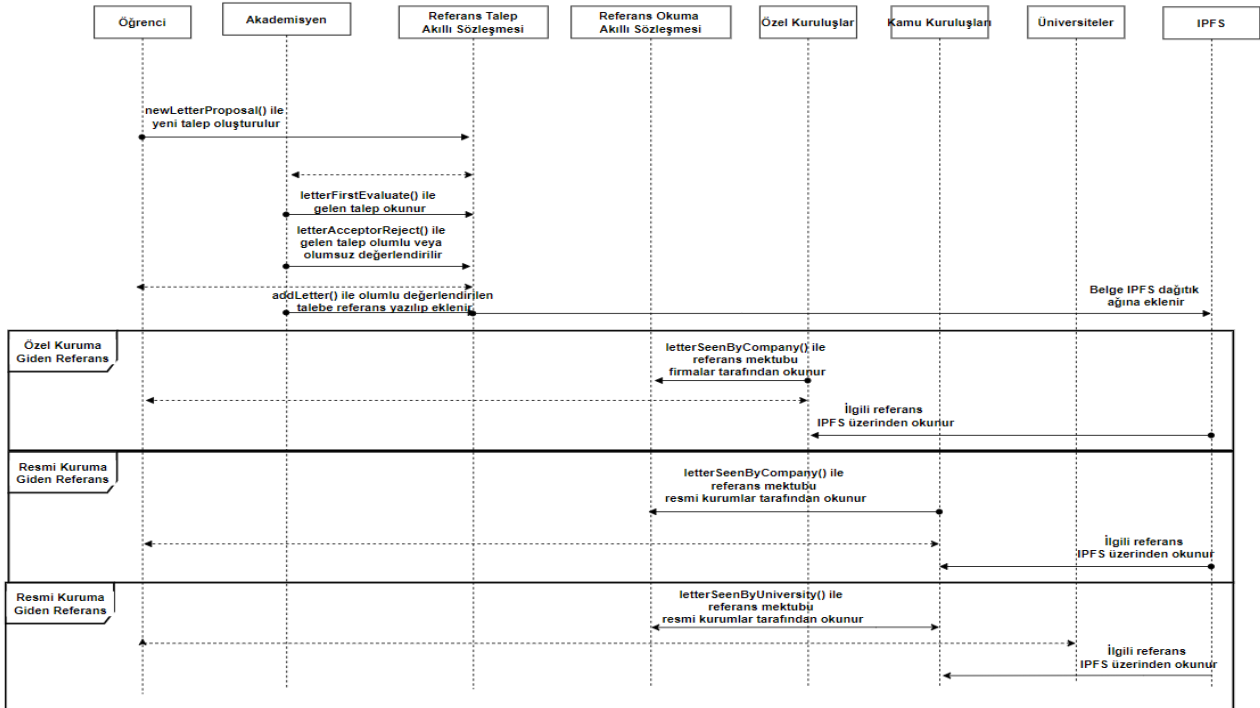 Öğrenci
Akademisyen
Referans Talep
Akıllı Sözleşmesi
Referans Okuma
Akıllı Sözleşmesi
Özel Kuruluşlar
Kamu Kuruluşları
Üniversiteler
IPFS
newLetterProposal() ile
yeni talep oluşturulur
letterFirstEvaluate() ile
gelen talep okunur
letterAcceptorReject() ile
gelen talep olumlu veya
olumsuz değerlendirilir
addLetter() ile olumlu değerlendirilen
talebe referans yazılıp eklenir
Belge IPFS dağıtık
ağına eklenir
Özel Kuruma
Giden Referans
letterSeenByCompany() ile
referans mektubu
firmalar tarafından okunur
İlgili referans
IPFS üzerinden okunur
Resmi Kuruma
Giden Referans
letterSeenByCompany() ile
referans mektubu
resmi kurumlar tarafından okunur
İlgili referans
IPFS üzerinden okunur
Resmi Kuruma
Giden Referans
letterSeenByUniversity() ile
referans mektubu
resmi kurumlar tarafından okunur
İlgili referans
IPFS üzerinden okunur